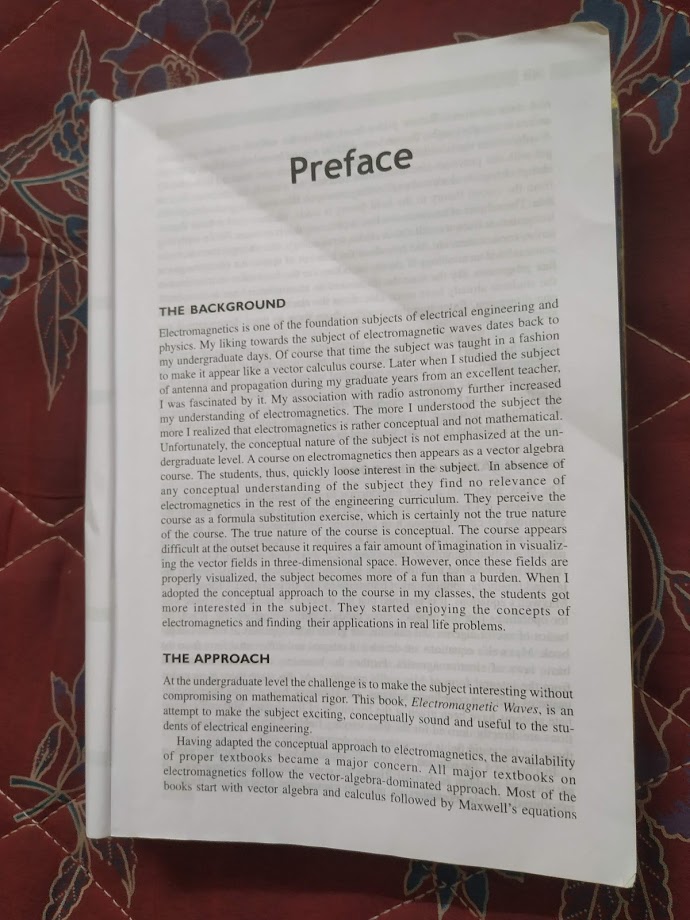 Preface
THE BACKGROUND
Electromagnetics is one of the foundation subjects of electrical engineering and
physics. My liking towards the subject of electromagnetic waves dates back to
my undergraduate days. Of course that time the subject was taught in a fashion
to make it appear like a vector calculus course. Later when I studied the subject
of antenna and propagation during my graduate years from an excellent teacher,
I was fascinated by it. My association with radio astronomy further increased
my understanding of electromagnetics. The more I understood the subject the
more I realized that electromagnetics is rather conceptual and not mathematical.
Unfortunately, the conceptual nature of the subject is not emphasized at the un-
dergraduate level. A course on electromagnetics then appears as a vector algebra
course. The students, thus, quickly loose interest in the subject. In absence of
any conceptual understanding of the subject they find no relevance of
electromagnetics in the rest of the engineering curriculum. They perceive the
course as a formula substitution exercise, which is certainly not the true nature
of the course. The true nature of the course is conceptual. The course appears
difficult at the outset because it requires a fair amount of imagination in visualiz-
ing the vector fields in three-dimensional space. However, once these fields are
properly visualized, the subject becomes more of a fun than a burden. When I
adopted the conceptual approach to the course in my classes, the students got
more interested in the subject. They started enjoying the concepts of
electromagnetics and finding their applications in real life problems.
THE APPROACH
At the undergraduate level the challenge is to make the subject interesting without
compromising on mathematical rigor. This book, Electromagnetic Waves, is an
attempt to make the subject exciting, conceptually sound and useful to the stu-
dents of electrical engineering.
Having adapted the conceptual approach to electromagnetics, the availability
of proper textbooks became a major concern. All major textbooks on
electromagnetics follow the vector-algebra-dominated approach. Most of the
books start with vector algebra and calculus followed by Maxwell's equations